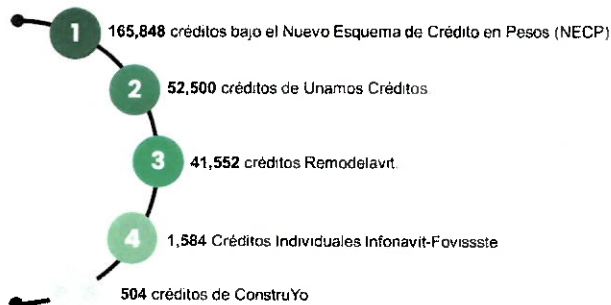 1 165,848 créditos bajo el Nuevo Esquema de Crédito en Pesos (NECP)
2 52,500 créditos de Unamos Créditos
3 41,552 créditos Remodelavit.
4 1,584 Créditos Individuales Infonavit-Fovissste
504 créditos de ConstruYo